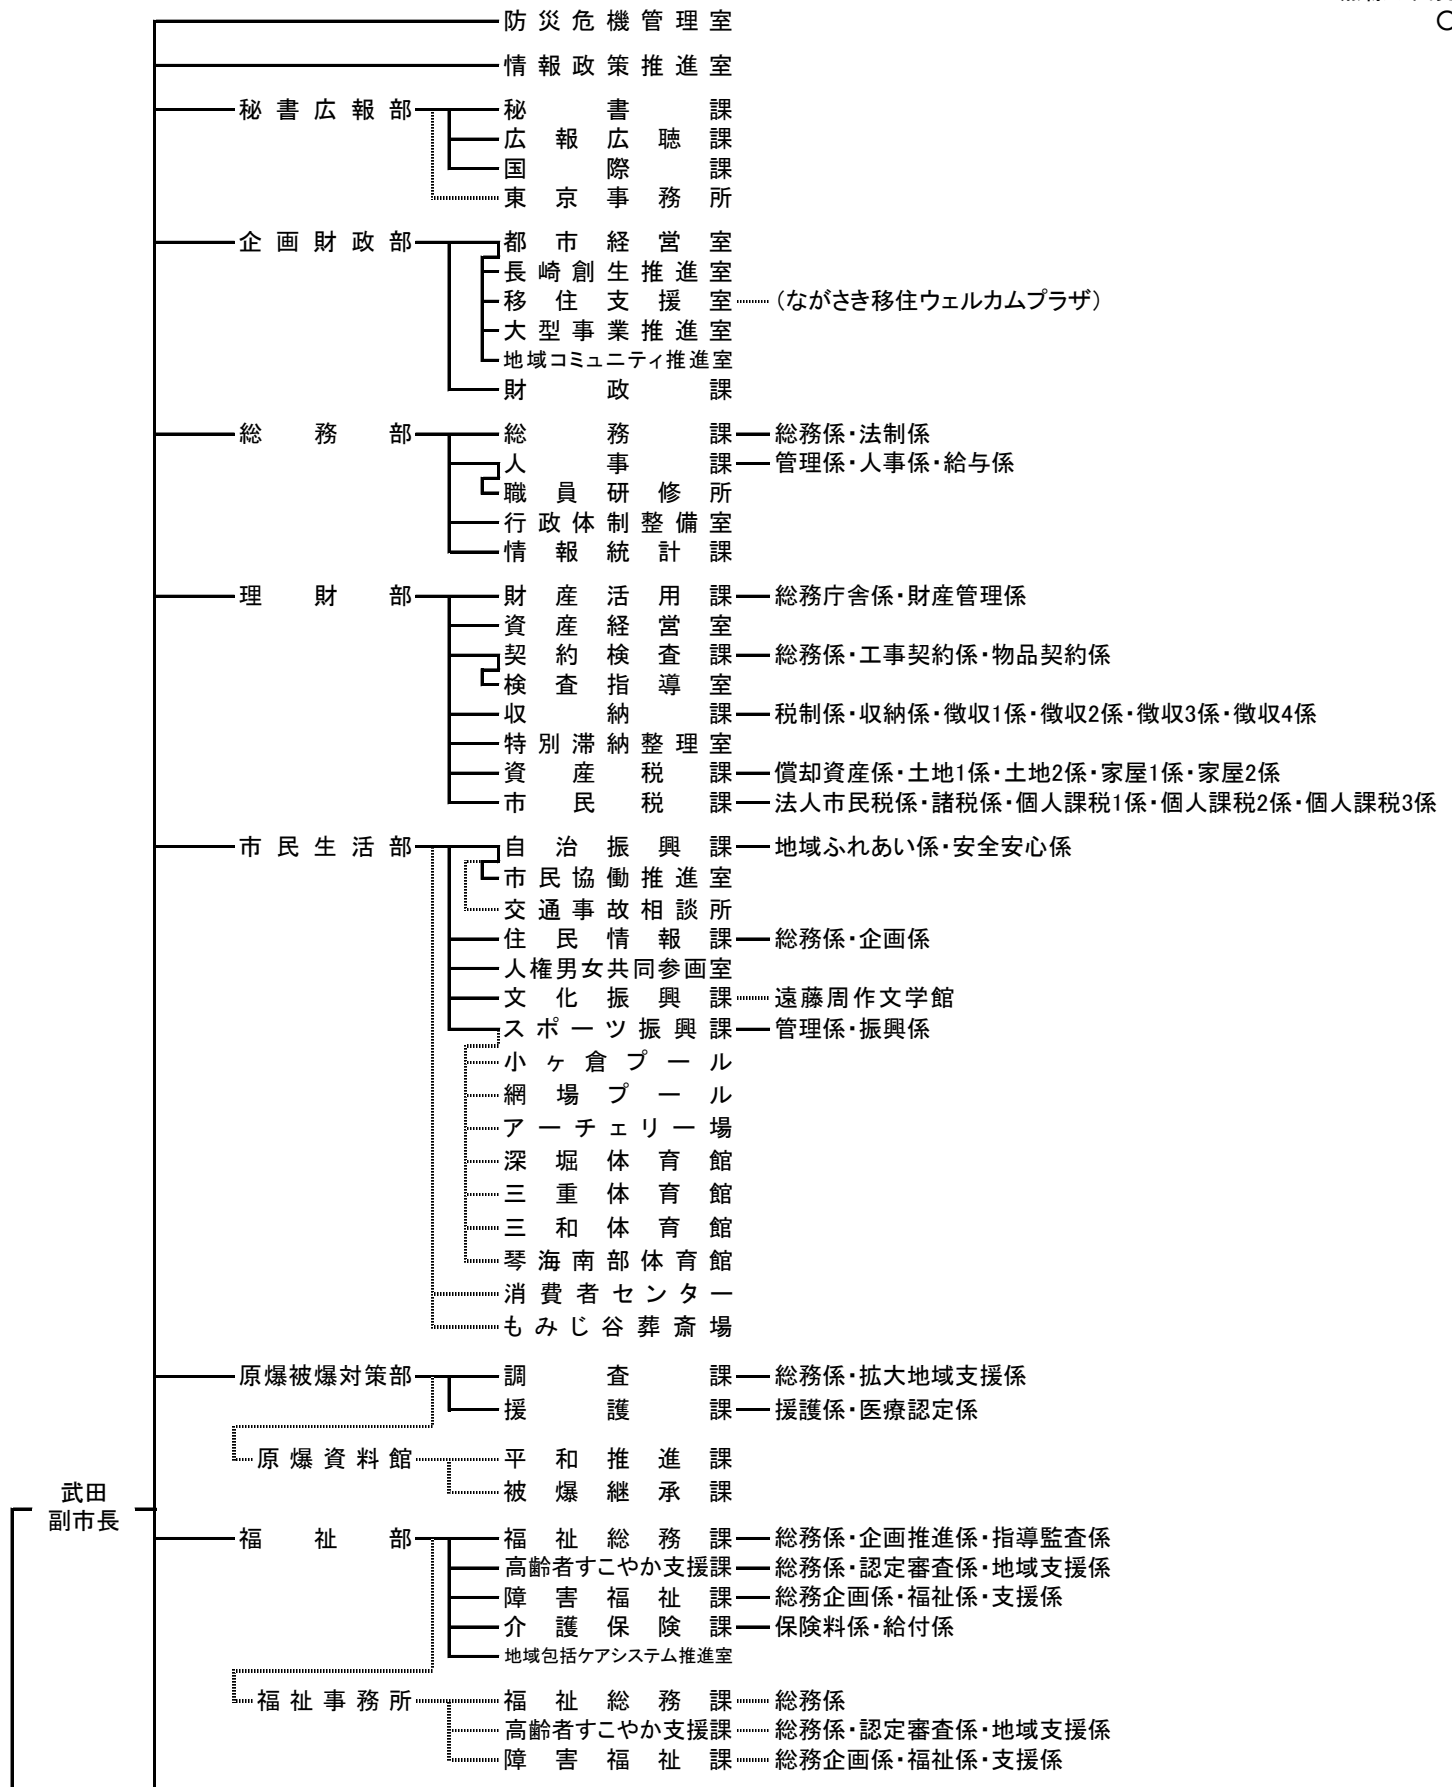 防災危機管理室
情報政策推進室
秘書広報部 秘書課
広報広聴課
国際課
東京事務所
企画財政部 都市経営室
長崎創生推進室
移住支援室 (ながさき移住ウェルカムプラザ)
大型事業推進室
地域コミュニティ推進室
財政課
総務部 総務課 総務係・法制係
人事課 管理係・人事係・給与係
職員研修所
行政体制整備室
情報統計課
理財部 財産活用課 総務庁舎係・財産管理係
資産経営室
契約検査課 総務係・工事契約係・物品契約係
検査指導室
収納課 税制係・収納係・徴収1係・徴収2係・徴収3係・徴収4係
特別滞納整理室
資産税課 償却資産係・土地1係・土地2係・家屋1係・家屋2係
市民税課 法人市民税係・諸税係・個人課税1係・個人課税2係・個人課税3係
市民生活部 自治振興課 地域ふれあい係・安全安心係
市民協働推進室
交通事故相談所
住民情報課 総務係・企画係
人権男女共同参画室
文化振興課 遠藤周作文学館
スポーツ振興課 管理係・振興係
小ヶ倉プール
網場プール
アーチェリー場
深堀体育館
三重体育館
三和体育館
琴海南部体育館
消費者センター
もみじ谷葬斎場
原爆被爆対策部 調査課 総務係・拡大地域支援係
援護課 援護係・医療認定係
原爆資料館 平和推進課
被爆継承課
武田
副市長
福祉部 福祉総務課 総務係・企画推進係・指導監査係
高齢者すこやか支援課 総務係・認定審査係・地域支援係
障害福祉課 総務企画係・福祉係・支援係
介護保険課 保険料係・給付係
地域包括ケアシステム推進室
福祉事務所 福祉総務課 総務係
高齢者すこやか支援課 総務係・認定審査係・地域支援係
障害福祉課 総務企画係・福祉係・支援係